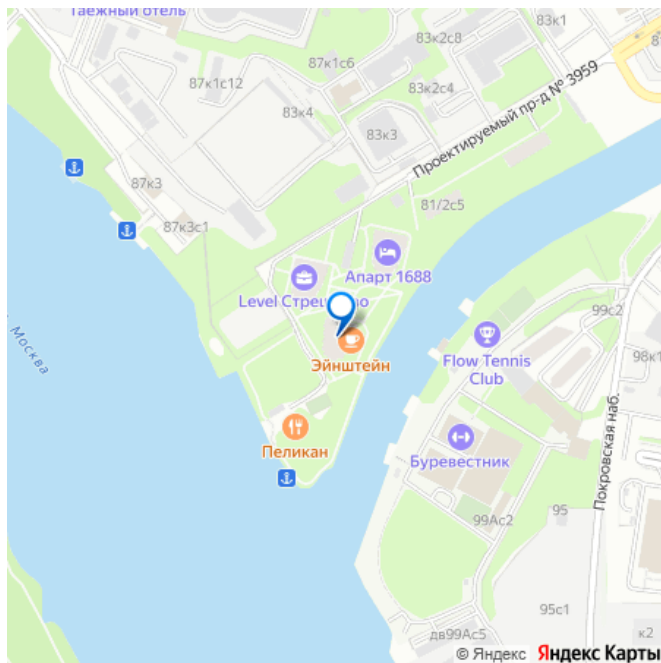 Таежный отель
83к1
83к2с8
87к1с6
87к1с12
83к2с4
83к4
83к3
Проектируемый пр-д № 3959
87к3
81/2с5
87к3с1
Апарт 1688
Level Стрешнево
99с2
р. Москва
Эйнштейн
Flow Tennis
Club
98к1
Пеликан
Буревестник
Покровская наб.
95
99Ас2
95с1
дв99Ас5
к2
© Яндекс Яндекс Карты